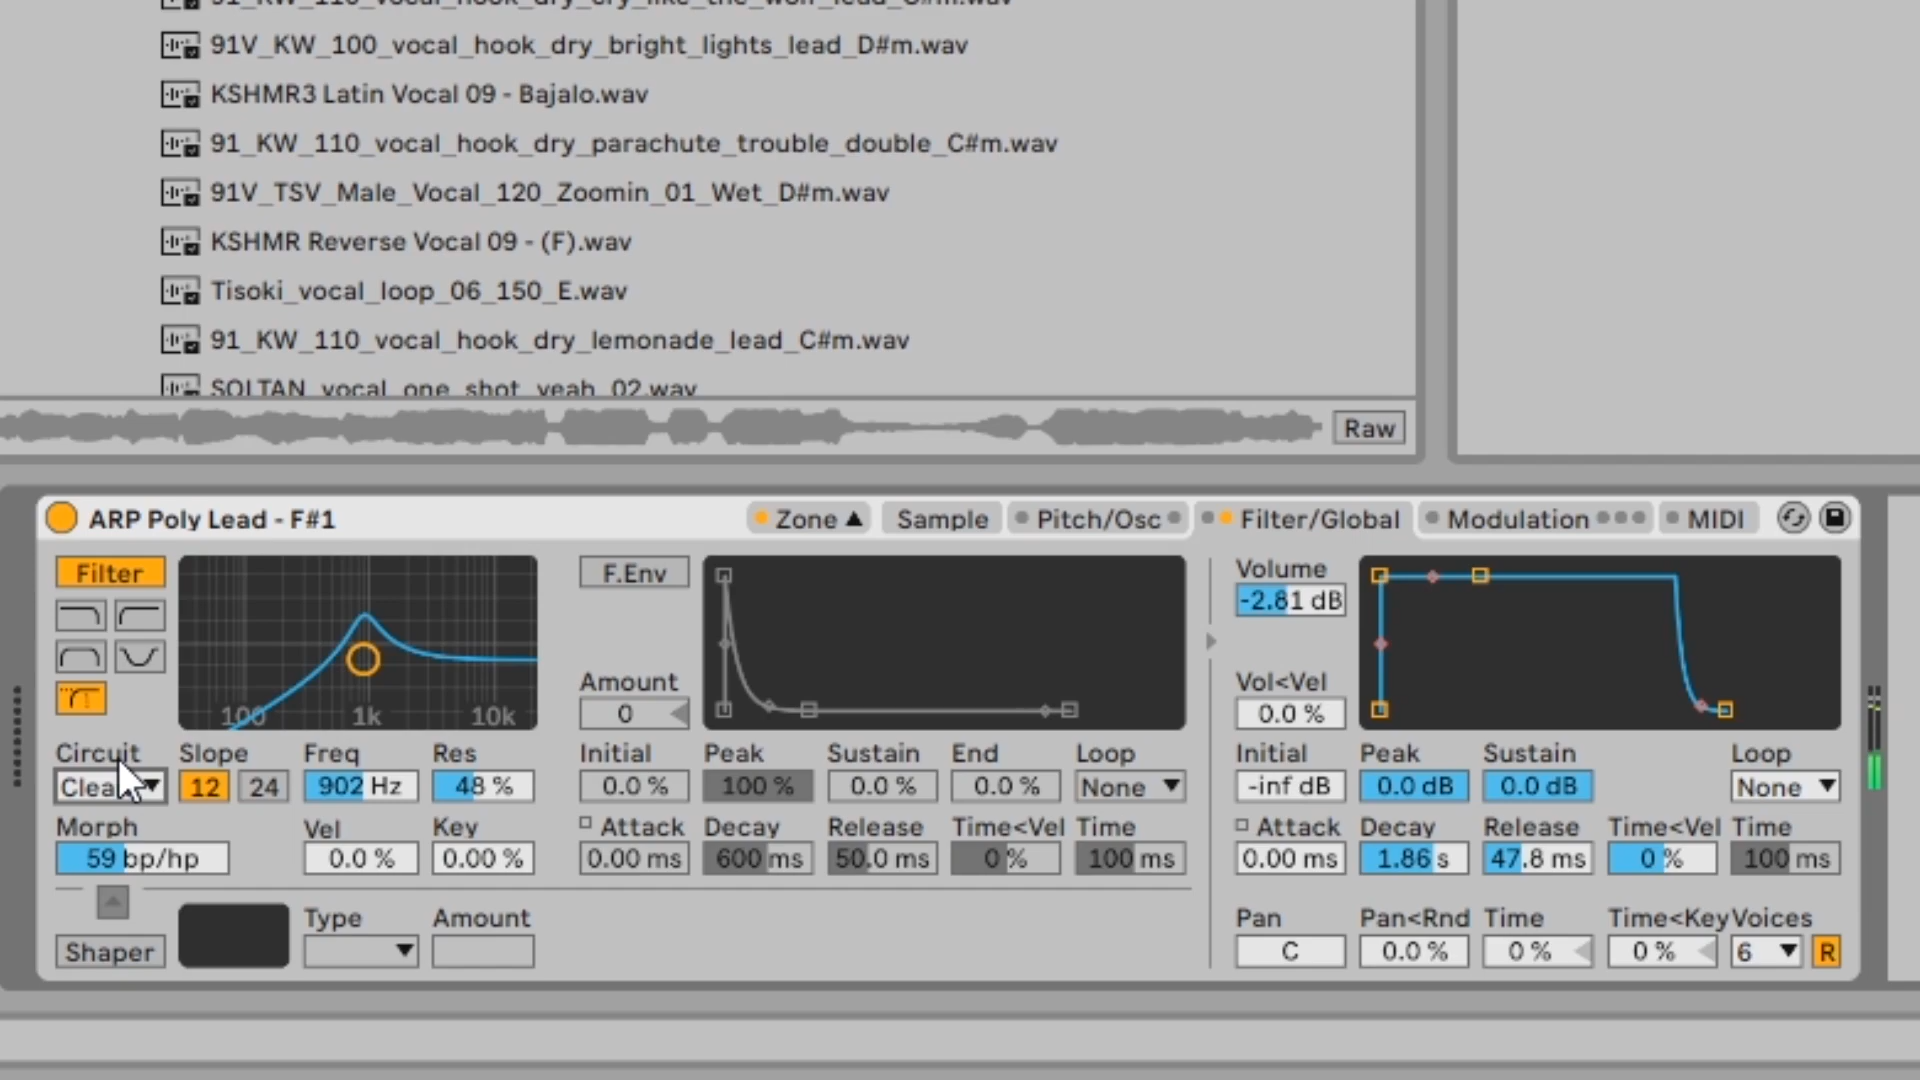 91_KW_110_vocal_hook_dry_cry_like_the_wolf_lead_C#m.wav
91V_KW_100_vocal_hook_dry_bright_lights_lead_D#m.wav
KSHMR3 Latin Vocal 09 - Bajalo.wav
91_KW_110_vocal_hook_dry_parachute_trouble_double_C#m.wav
91V_TSV_Male_Vocal_120_Zoomin_01_Wet_D#m.wav
KSHMR Reverse Vocal 09 - (F).wav
Tisoki_vocal_loop_06_150_E.wav
91_KW_110_vocal_hook_dry_lemonade_lead_C#m.wav
SOLTAN_vocal_one_shot_yeah_02.wav
Raw
ARP Poly Lead - F#1 Zone Sample Pitch/Osc Filter/Global Modulation MIDI
Filter F.Env Volume
-2.81 dB
Amount Vol<Vel
100 1k 10k 0 0.0 %
Circuit Slope Freq Res Initial Peak Sustain End Loop Initial Peak Sustain Loop
Clea 12 24 902 Hz 48 % 0.0 % 100 % 0.0 % 0.0 % None -inf dB 0.0 dB 0.0 dB None
Morph Vel Key Attack Decay Release Time<Vel Time Attack Decay Release Time<Vel Time
59 bp/hp 0.0 % 0.00 % 0.00 ms 600 ms 50.0 ms 0 % 100 ms 0.00 ms 1.86 s 47.8 ms 0 % 100 ms
Type Amount Pan Pan<Rnd Time Time<Key Voices
Shaper C 0.0 % 0 % 0 % 6 R